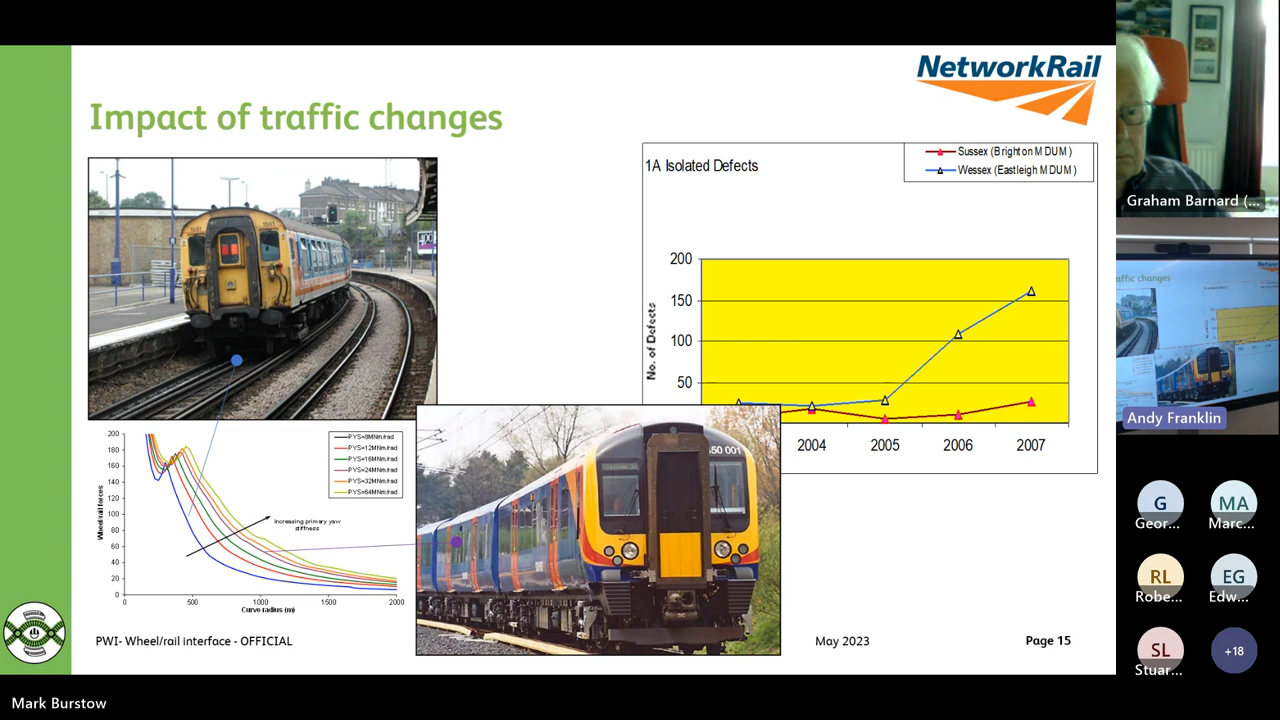 Impact of traffic changes
NetworkRail
1A Isolated Defects
Sussex (Brighton MDUM)
Wessex (Eastleigh MDUM)
No. of Defects
200
150
100
50
2004
2005
2006
2007
450 001
Wheel/rail forces
200
180
160
140
120
100
80
60
40
20
0
0
500
1000
1500
2000
Curve radius (m)
PYS=8MNm/rad
PYS=12MNm/rad
PYS=16MNm/rad
PYS=24MNm/rad
PYS=32MNm/rad
PYS=64MNm/rad
Increasing primary yaw
stiffness
PWI- Wheel/rail interface - OFFICIAL
May 2023
Page 15
Graham Barnard (...
affic changes
Andy Franklin
G
Geor...
MA
Marc...
RL
Robe...
EG
Edw...
SL
Stuar...
+18
Mark Burstow